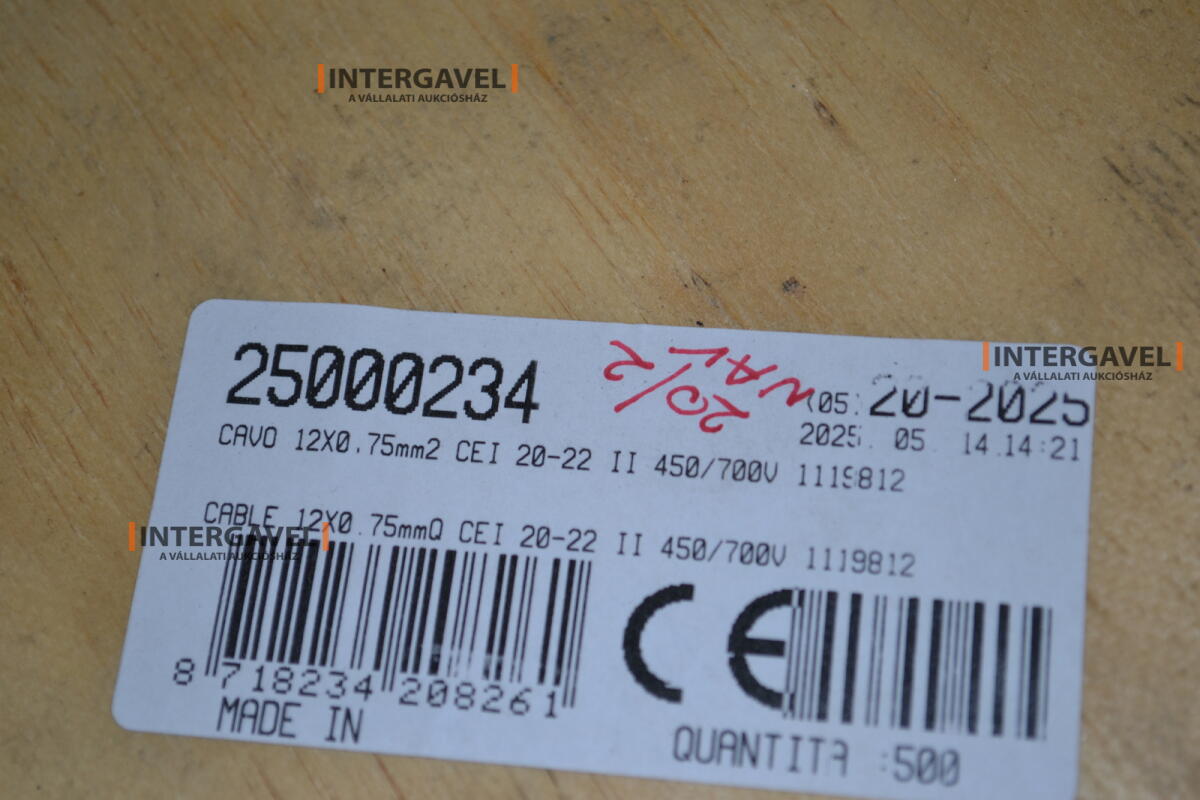 INTERGAVEL
A VÁLLALATI AUKCIÓSHÁZ
25000234
20/2
WAL
(05) 20-2025
2025. 05. 14.14:21
CAVO 12X0.75mm2 CEI 20-22 II 450/700V 1119812
INTERGAVEL
A VÁLLALATI AUKCIÓSHÁZ
CABLE 12X0.75mmQ CEI 20-22 II 450/700V 1119812
INTERGAVEL
A VÁLLALATI AUKCIÓSHÁZ
CE
8 718234 208261
MADE IN
QUANTITA :500